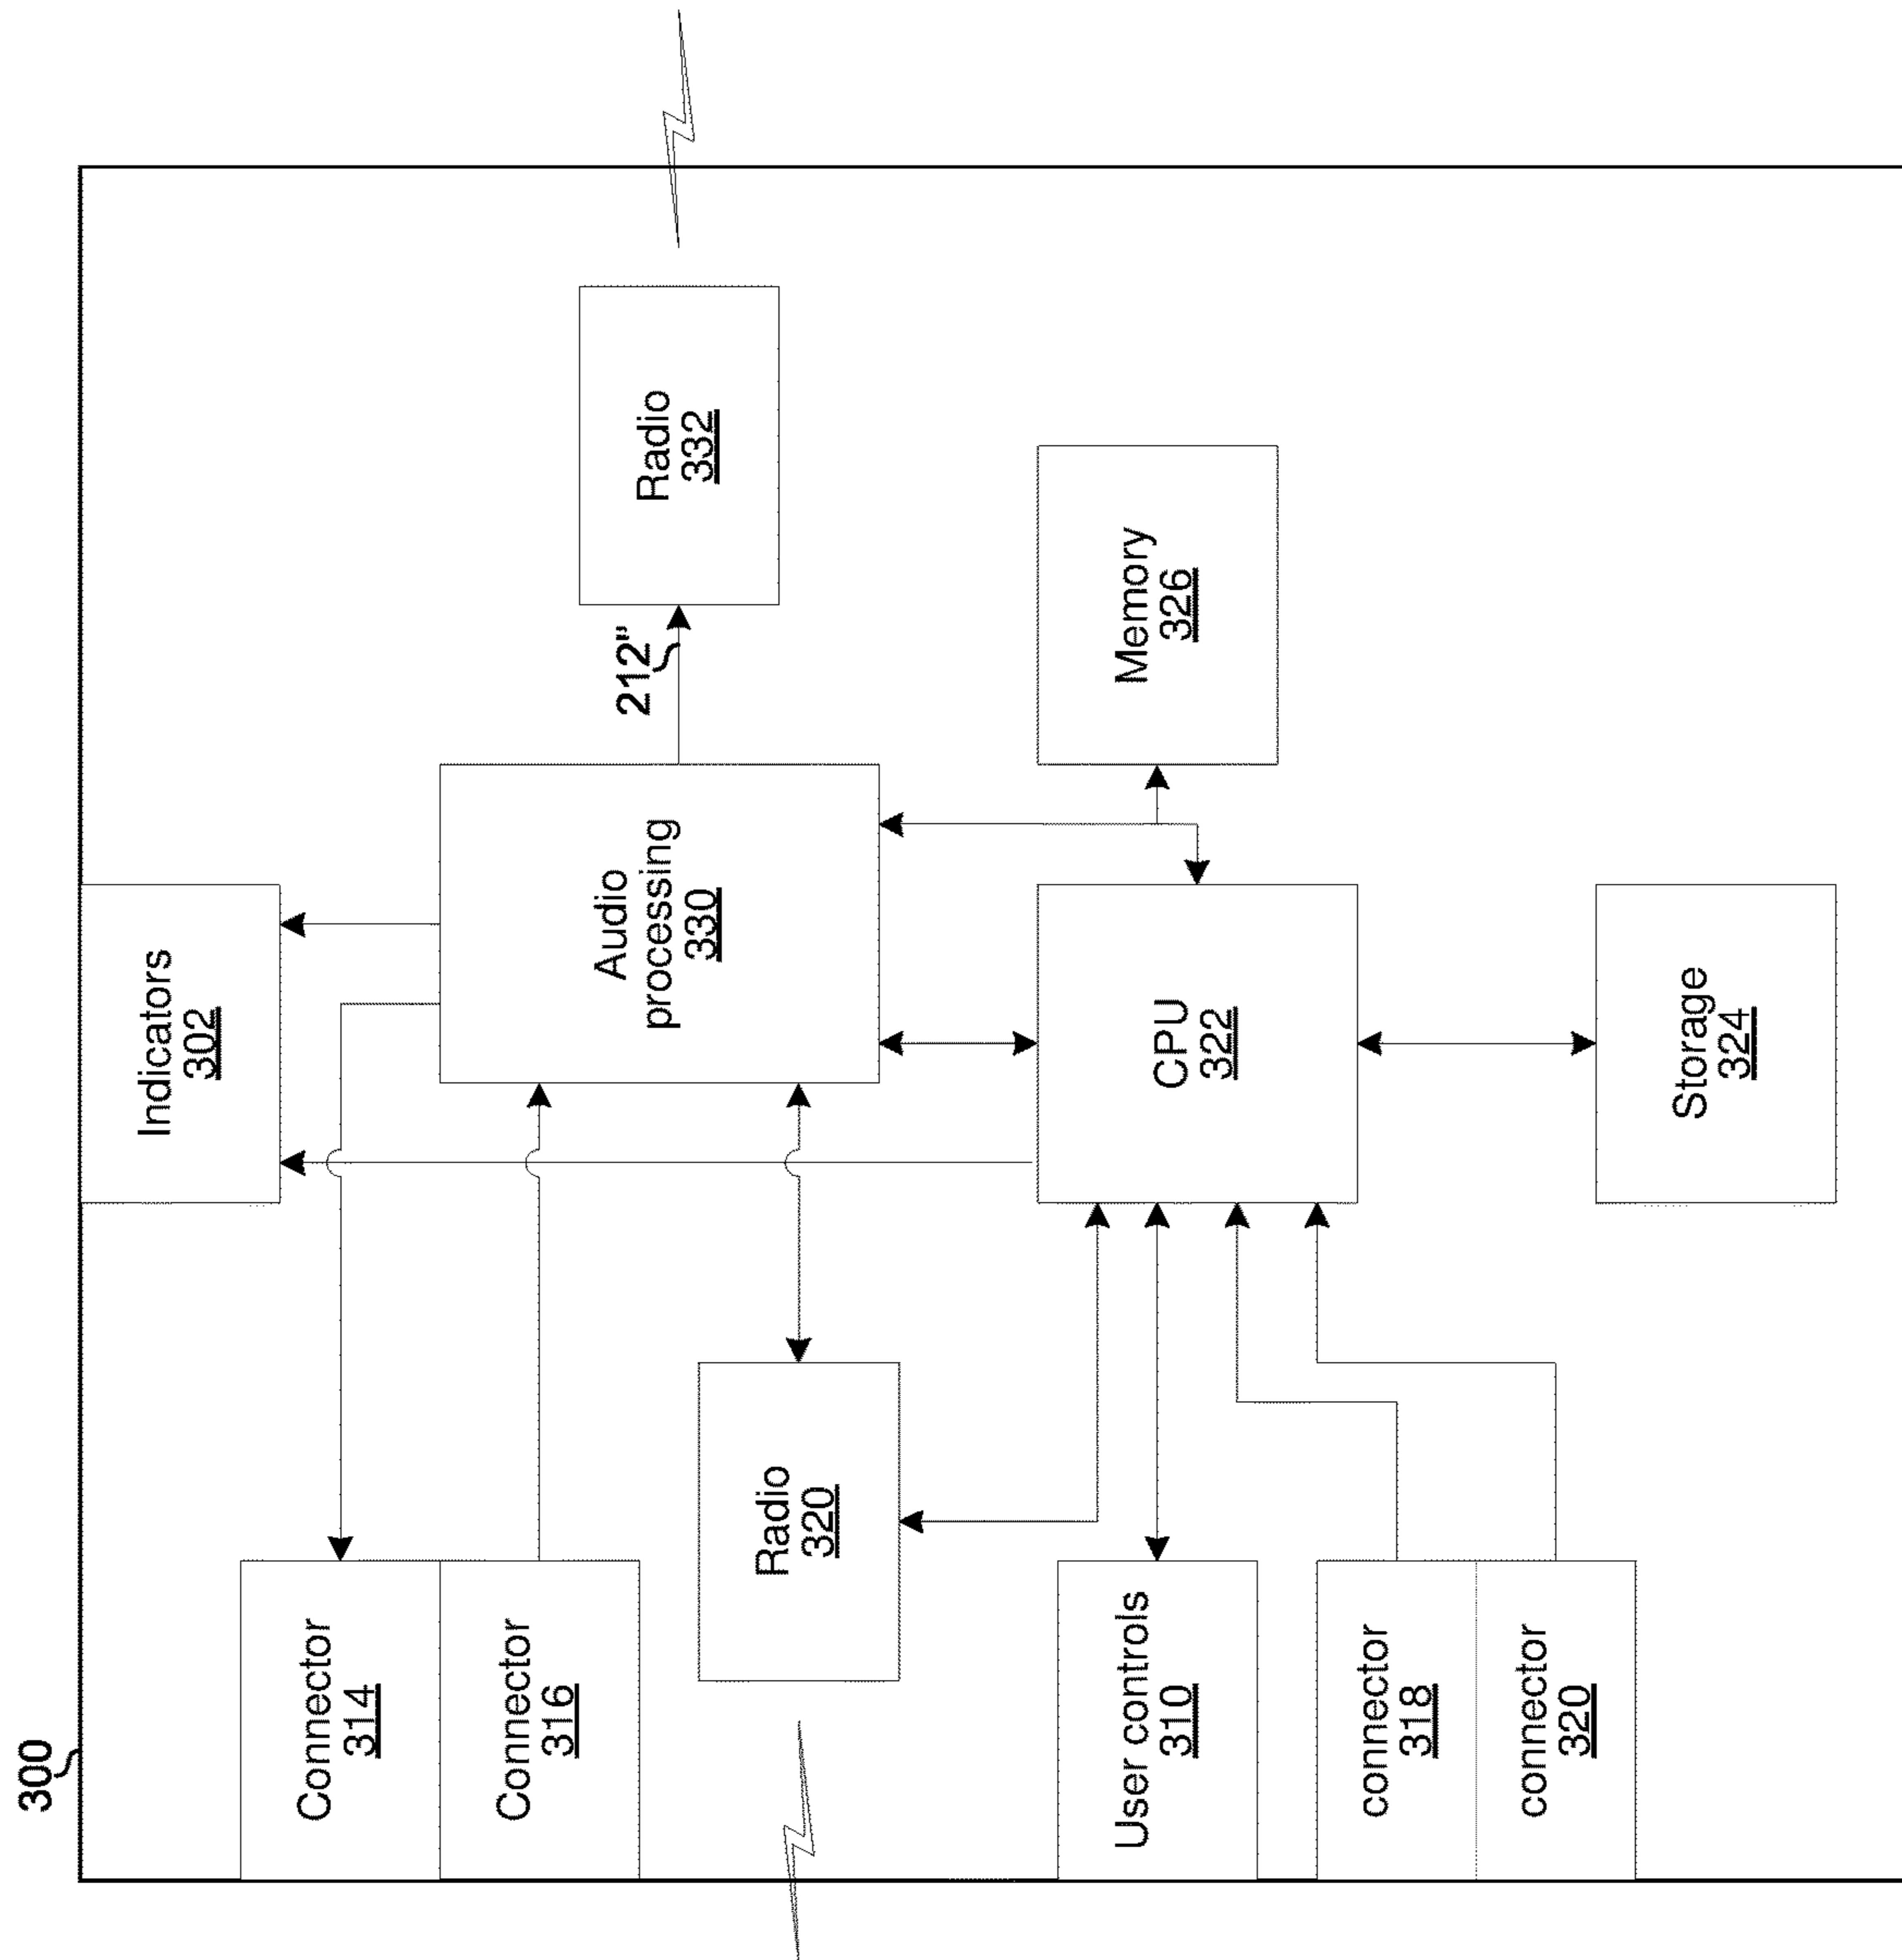 300
Indicators
302
Connector
314
Connector
316
Audio
processing
330
212"
Radio
332
Radio
320
User controls
310
CPU
322
Memory
326
connector
318
connector
320
Storage
324